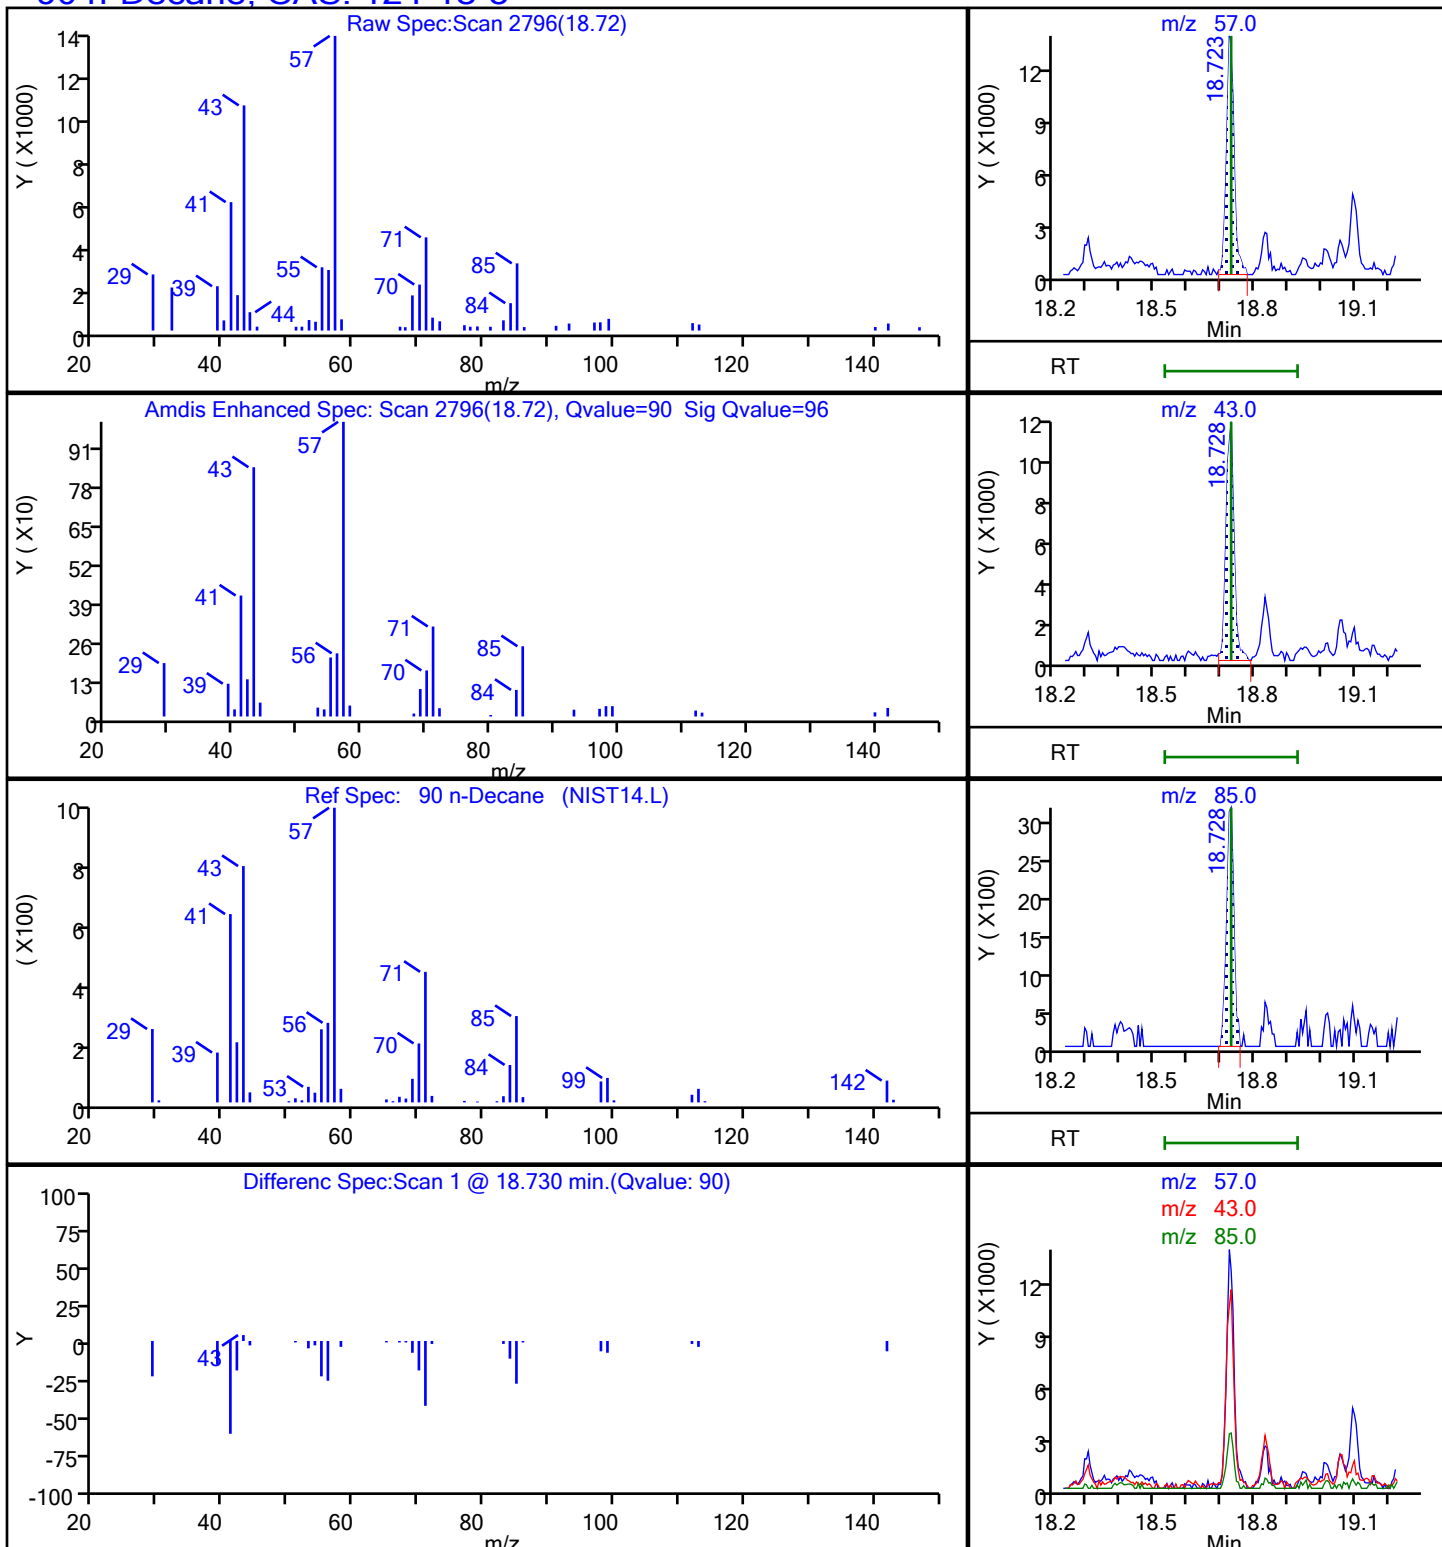 90 n-Decane, CAS: 124-18-5
Raw Spec:Scan 2796(18.72)
Y ( X1000)
14
12
10
8
6
4
2
0
57
43
41
71
55
85
29
39
70
84
44
20 40 60 80 100 120 140
m/z
m/z 57.0
Y ( X1000)
12
9
6
3
0
18.723
18.2 18.5 18.8 19.1
Min
RT
Amdis Enhanced Spec: Scan 2796(18.72), Qvalue=90 Sig Qvalue=96
Y ( X10)
91
78
65
52
39
26
13
0
57
43
41
71
56
85
29
70
39
84
20 40 60 80 100 120 140
m/z
m/z 43.0
Y ( X1000)
12
10
8
6
4
2
0
18.728
18.2 18.5 18.8 19.1
Min
RT
Ref Spec: 90 n-Decane (NIST14.L)
( X100)
10
8
6
4
2
0
57
43
41
71
56
85
29
70
39
84
53
99
142
20 40 60 80 100 120 140
m/z
m/z 85.0
Y ( X100)
30
25
20
15
10
5
0
18.728
18.2 18.5 18.8 19.1
Min
RT
Differenc Spec:Scan 1 @ 18.730 min.(Qvalue: 90)
Y
100
75
50
25
0
-25
-50
-75
-100
43
20 40 60 80 100 120 140
m/z
m/z 57.0
m/z 43.0
m/z 85.0
Y ( X1000)
12
9
6
3
0
18.2 18.5 18.8 19.1
Min